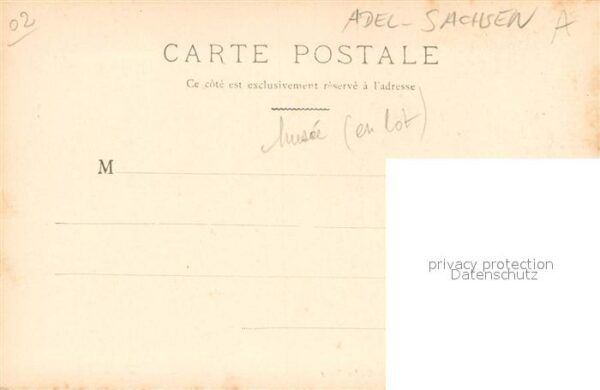 02
ADEL-SACHSEN A
CARTE POSTALE
Ce côté est exclusivement réservé à l'adresse
Musée (en lot)
M
privacy protection
Datenschutz